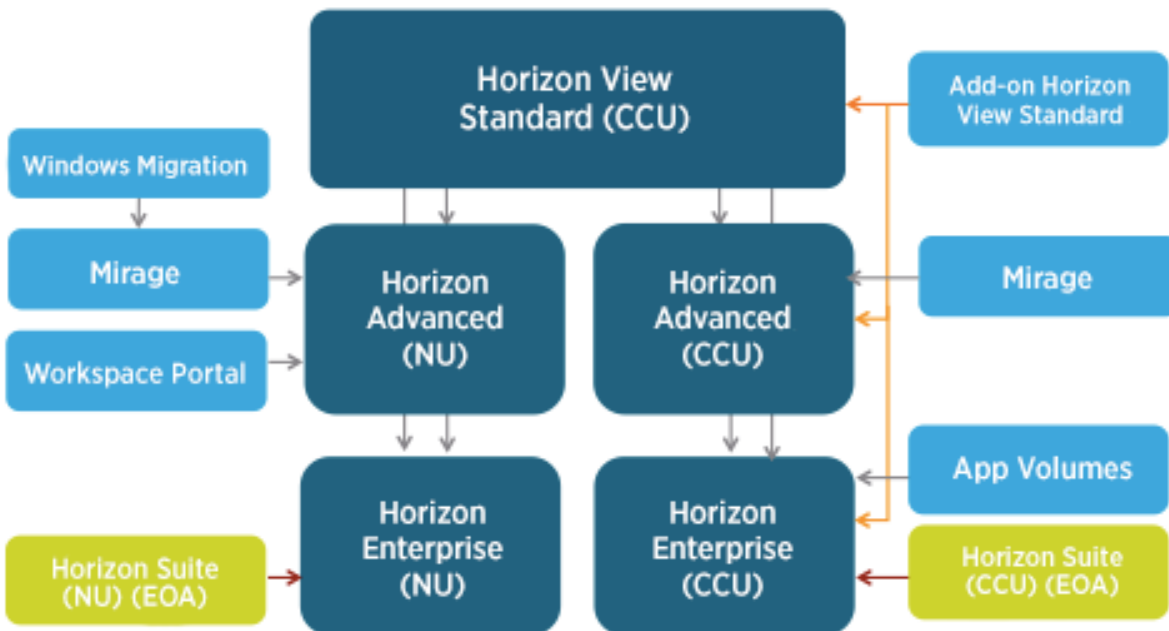 Horizon View
Standard (CCU)
Add-on Horizon
View Standard
Windows Migration
Mirage
Horizon
Advanced
(NU)
Horizon
Advanced
(CCU)
Mirage
Workspace Portal
Horizon
Enterprise
(NU)
Horizon
Enterprise
(CCU)
App Volumes
Horizon Suite
(NU) (EOA)
Horizon Suite
(CCU) (EOA)